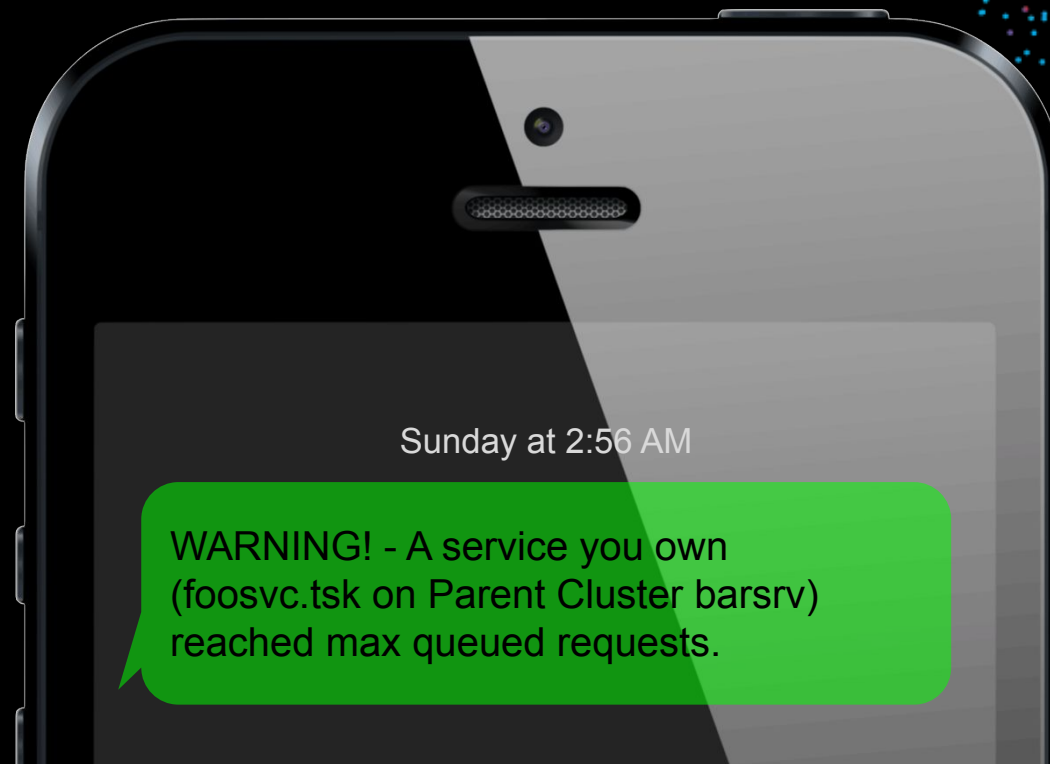 Sunday at 2:56 AM
WARNING! - A service you own
(foosvc.tsk on Parent Cluster barsrv)
reached max queued requests.